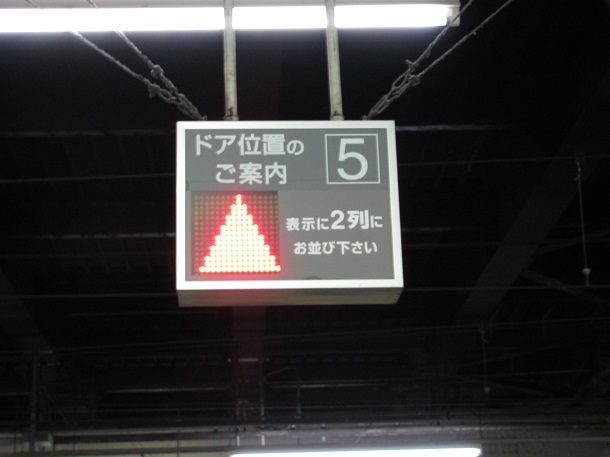 ドア位置の
ご案内
5
表示に2列に
お並び下さい